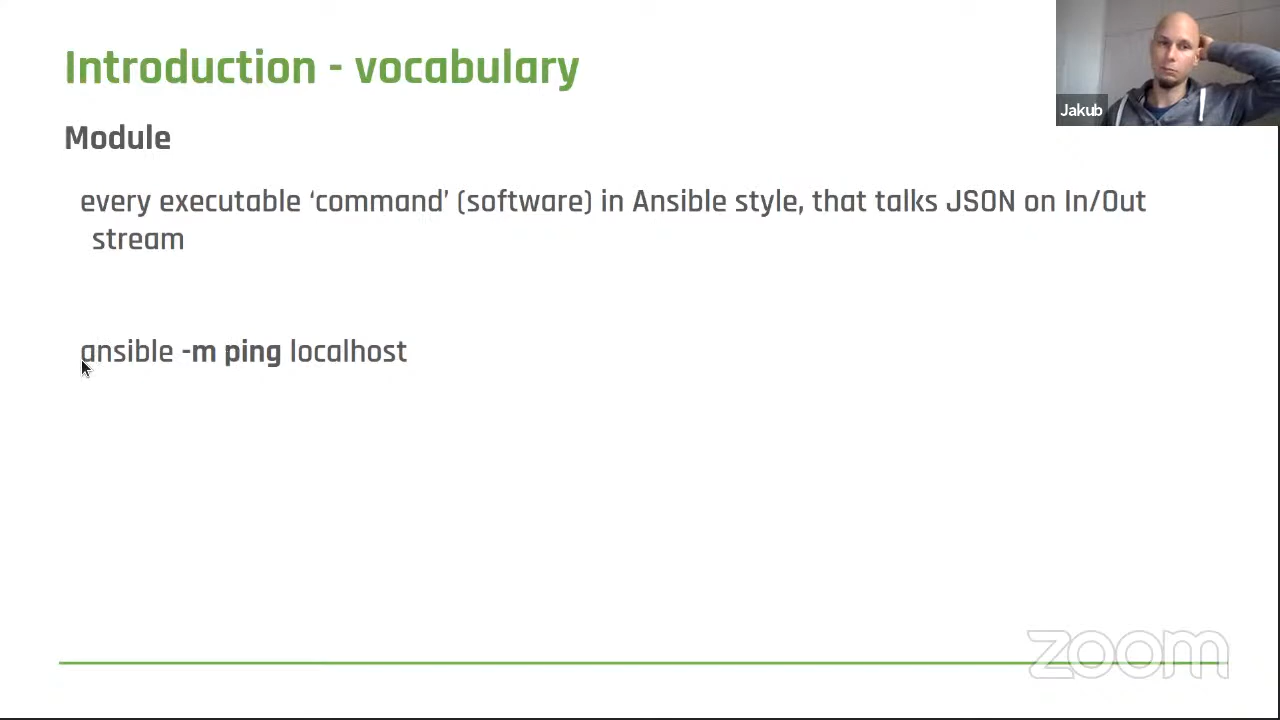 Introduction - vocabulary
Jakub
Module
every executable ‘command’ (software) in Ansible style, that talks JSON on In/Out
stream
ansible -m ping localhost
zoom